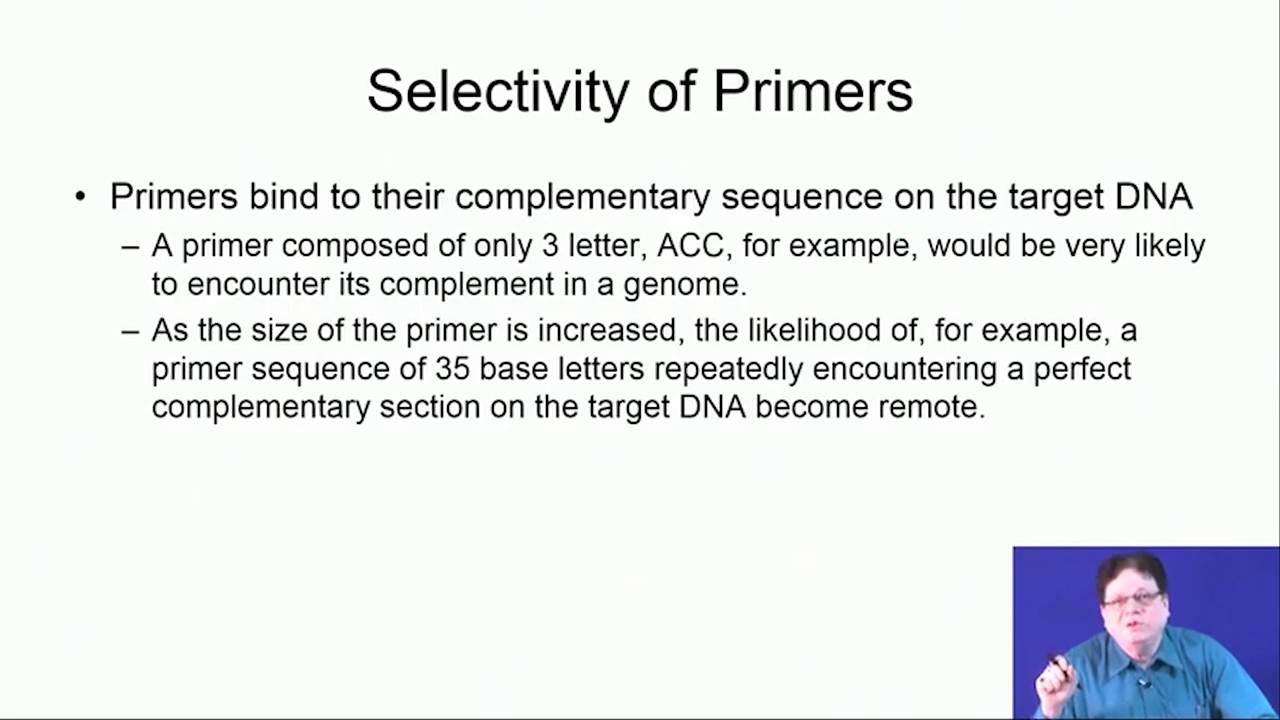 Selectivity of Primers
• Primers bind to their complementary sequence on the target DNA
– A primer composed of only 3 letter, ACC, for example, would be very likely
to encounter its complement in a genome.
– As the size of the primer is increased, the likelihood of, for example, a
primer sequence of 35 base letters repeatedly encountering a perfect
complementary section on the target DNA become remote.